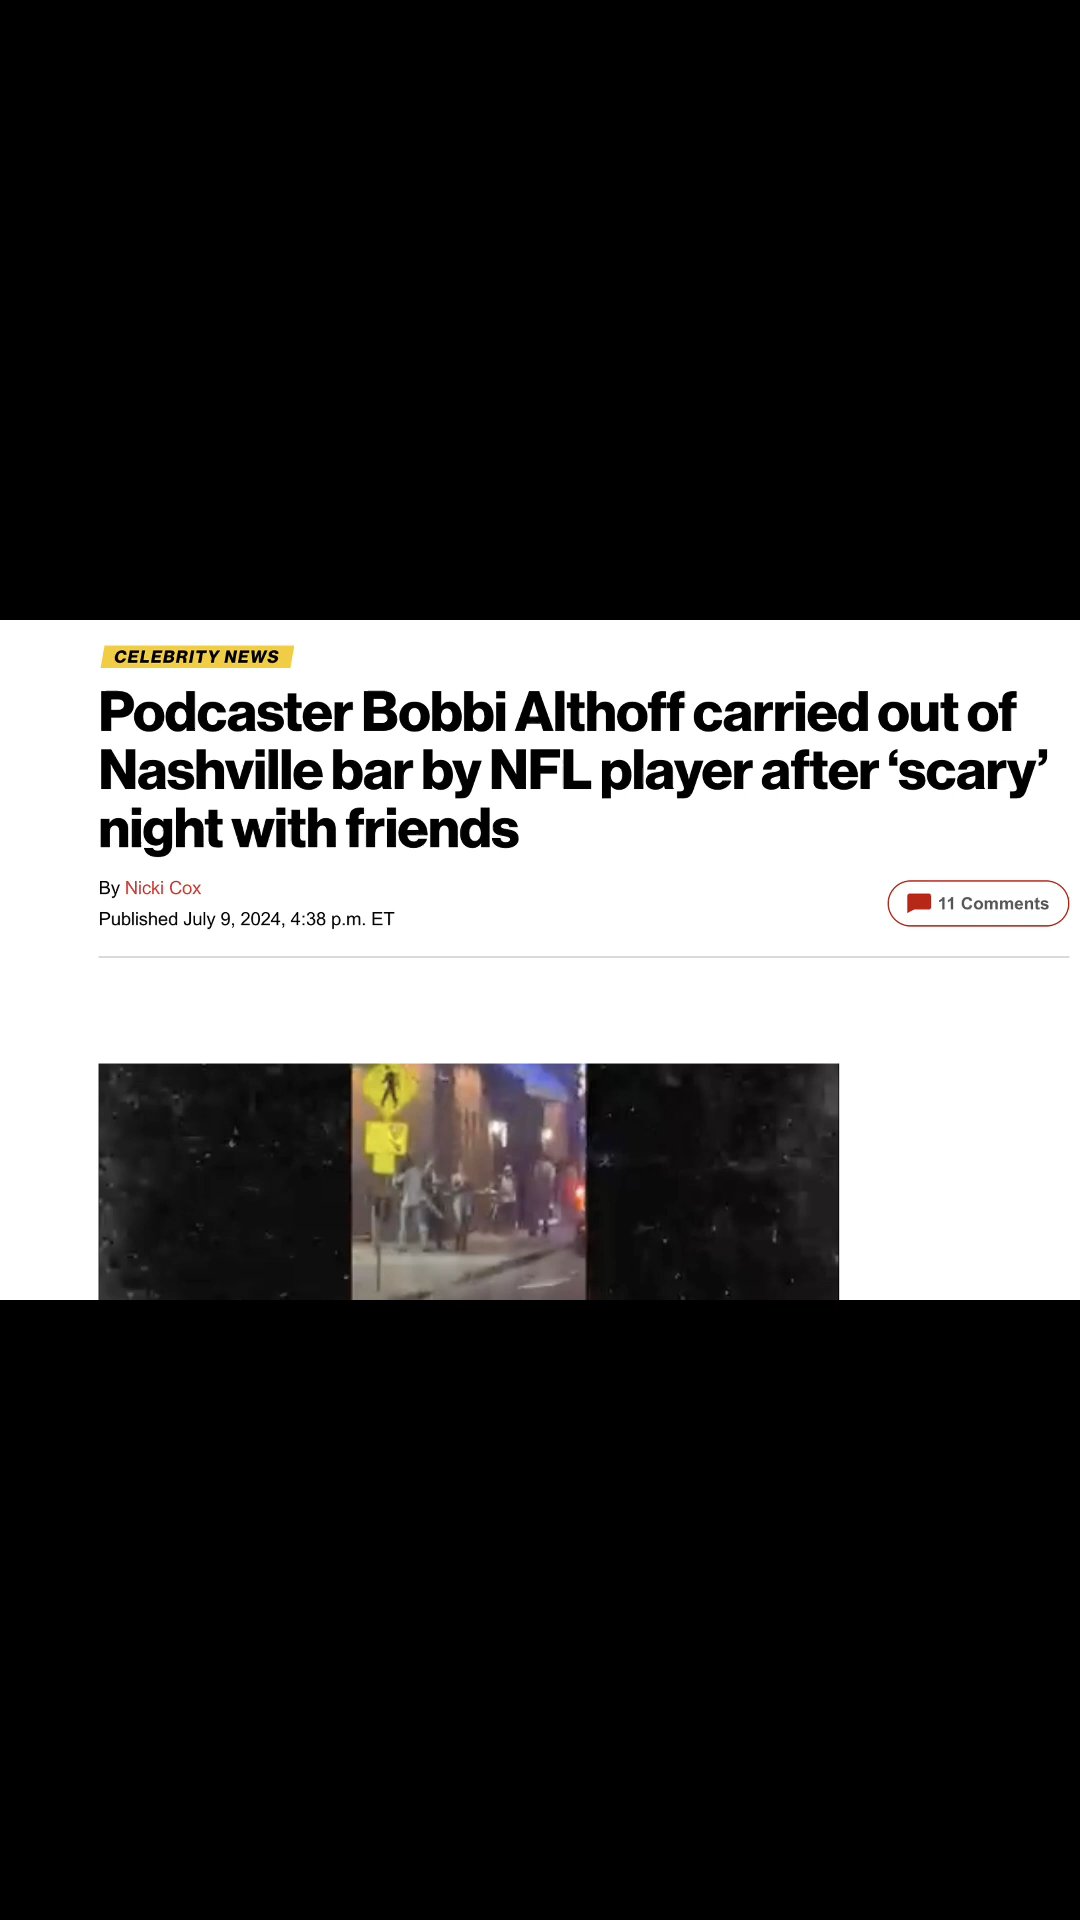 CELEBRITY NEWS
Podcaster Bobbi Althoff carried out of
Nashville bar by NFL player after ‘scary’
night with friends
By Nicki Cox
Published July 9, 2024, 4:38 p.m. ET
11 Comments